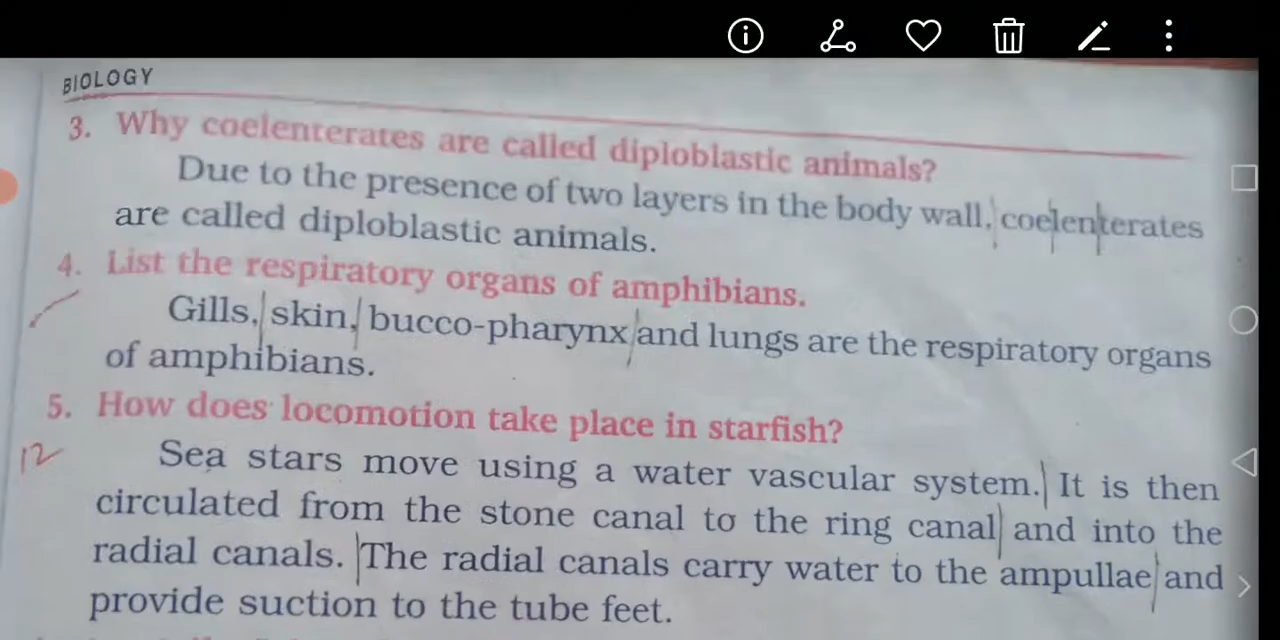 BIOLOGY
3. Why coelenterates are called diploblastic animals?
Due to the presence of two layers in the body wall, coelenterates
are called diploblastic animals.
4. List the respiratory organs of amphibians.
Gills, skin, bucco-pharynx and lungs are the respiratory organs
of amphibians.
5. How does locomotion take place in starfish?
12
Sea stars move using a water vascular system. It is then
circulated from the stone canal to the ring canal and into the
radial canals. The radial canals carry water to the ampullae and
provide suction to the tube feet.